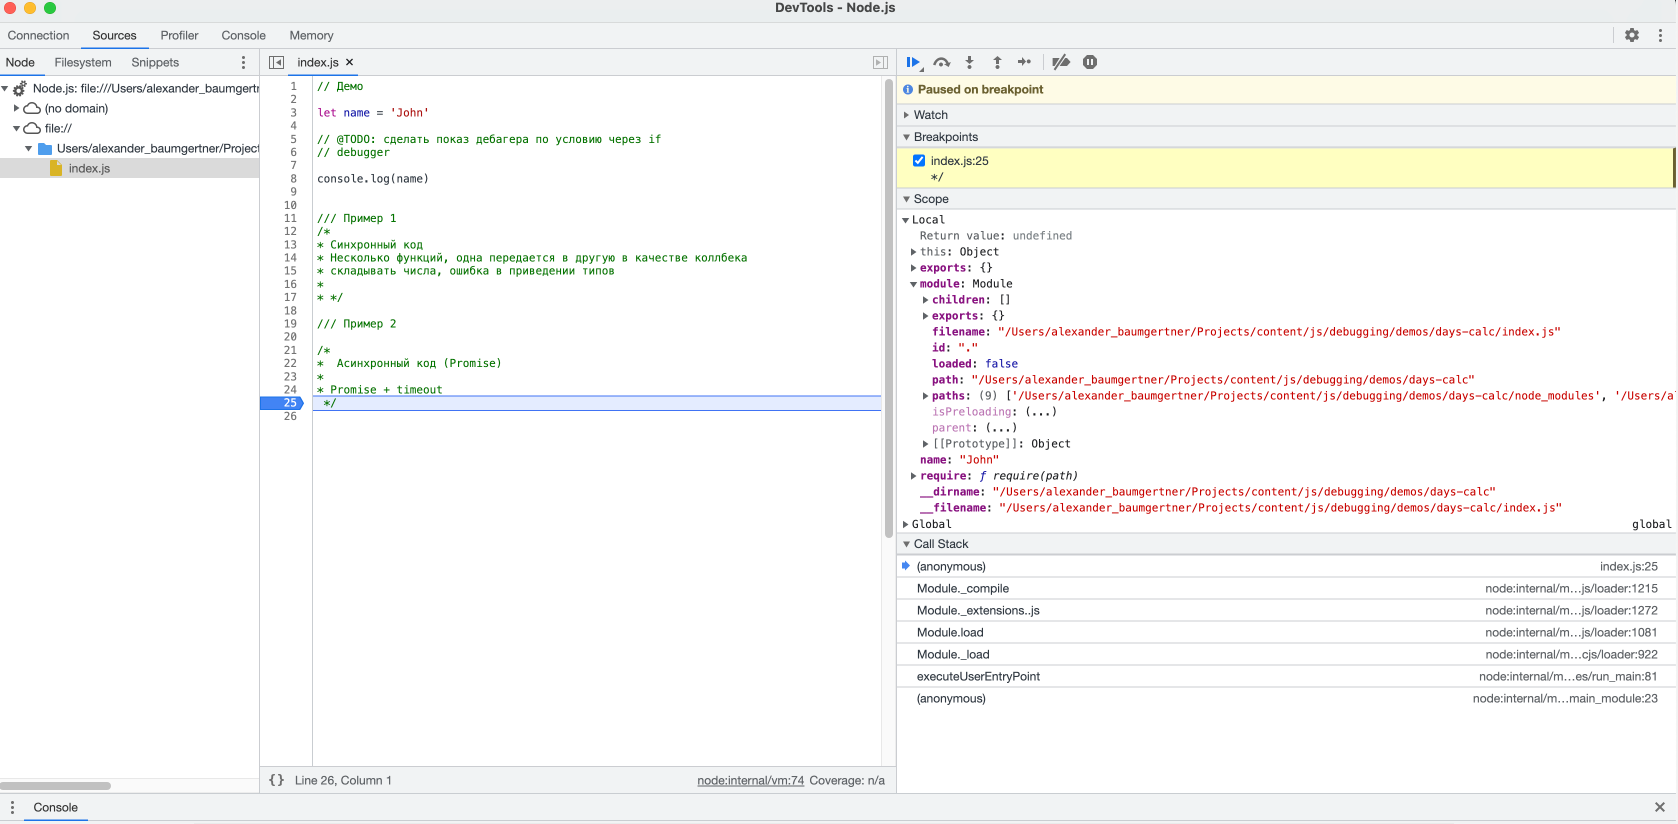 DevTools - Node.js
Connection Sources Profiler Console Memory
Node Filesystem Snippets
index.js ×
Node.js: file:///Users/alexander_baumgertn
(no domain)
file://
Users/alexander_baumgertner/Project
index.js
1 // Демо
2
3 let name = 'John'
4
5 // @TODO: сделать показ дебагера по условию через if
6 // debugger
7
8 console.log(name)
9
10
11 /// Пример 1
12 /*
13 * Синхронный код
14 * Несколько функций, одна передается в другую в качестве коллбека
15 * складывать числа, ошибка в приведении типов
16 *
17 * */
18
19 /// Пример 2
20
21 /*
22 *  Асинхронный код (Promise)
23 *
24 * Promise + timeout
25 */
26
{} Line 26, Column 1
node:internal/vm:74 Coverage: n/a
Paused on breakpoint
Watch
Breakpoints
index.js:25
*/
Scope
Local
Return value: undefined
this: Object
exports: {}
module: Module
children: []
exports: {}
filename: "/Users/alexander_baumgertner/Projects/content/js/debugging/demos/days-calc/index.js"
id: "."
loaded: false
path: "/Users/alexander_baumgertner/Projects/content/js/debugging/demos/days-calc"
paths: (9) ['/Users/alexander_baumgertner/Projects/content/js/debugging/demos/days-calc/node_modules', '/Users/a
isPreloading: (...)
parent: (...)
[[Prototype]]: Object
name: "John"
require: ƒ require(path)
__dirname: "/Users/alexander_baumgertner/Projects/content/js/debugging/demos/days-calc"
__filename: "/Users/alexander_baumgertner/Projects/content/js/debugging/demos/days-calc/index.js"
Global global
Call Stack
(anonymous) index.js:25
Module._compile node:internal/m…js/loader:1215
Module._extensions..js node:internal/m…js/loader:1272
Module.load node:internal/m…js/loader:1081
Module._load node:internal/m…cjs/loader:922
executeUserEntryPoint node:internal/m…es/run_main:81
(anonymous) node:internal/m…main_module:23
Console